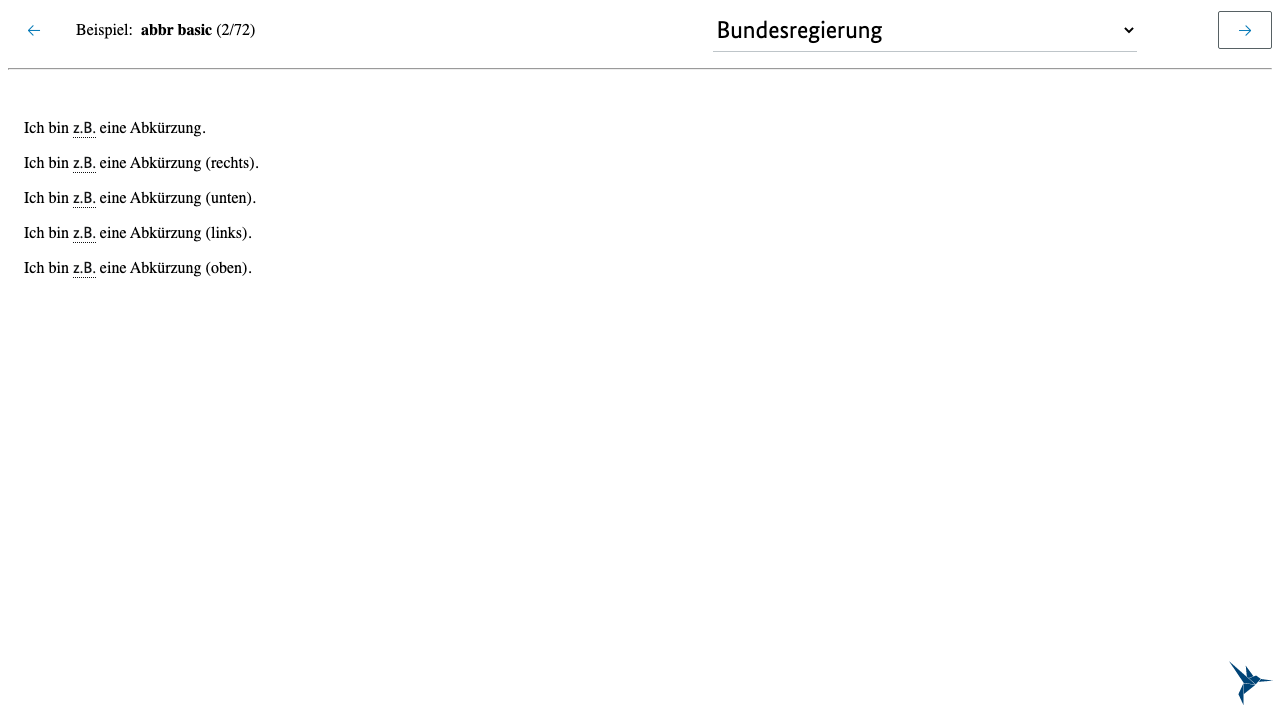 Beispiel: abbr basic (2/72)
Bundesregierung
Ich bin z.B. eine Abkürzung.
Ich bin z.B. eine Abkürzung (rechts).
Ich bin z.B. eine Abkürzung (unten).
Ich bin z.B. eine Abkürzung (links).
Ich bin z.B. eine Abkürzung (oben).